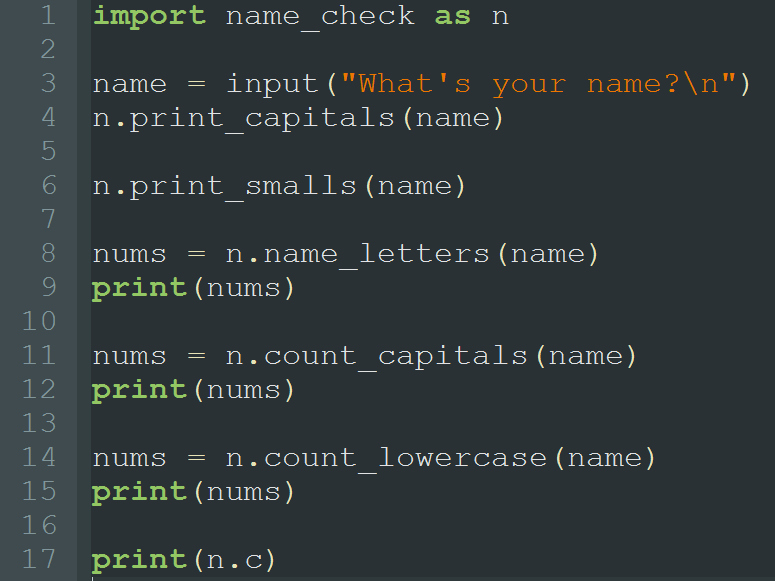 1 import name_check as n
2
3 name = input("What's your name?\n")
4 n.print_capitals(name)
5
6 n.print_smalls(name)
7
8 nums = n.name_letters(name)
9 print(nums)
10
11 nums = n.count_capitals(name)
12 print(nums)
13
14 nums = n.count_lowercase(name)
15 print(nums)
16
17 print(n.c)